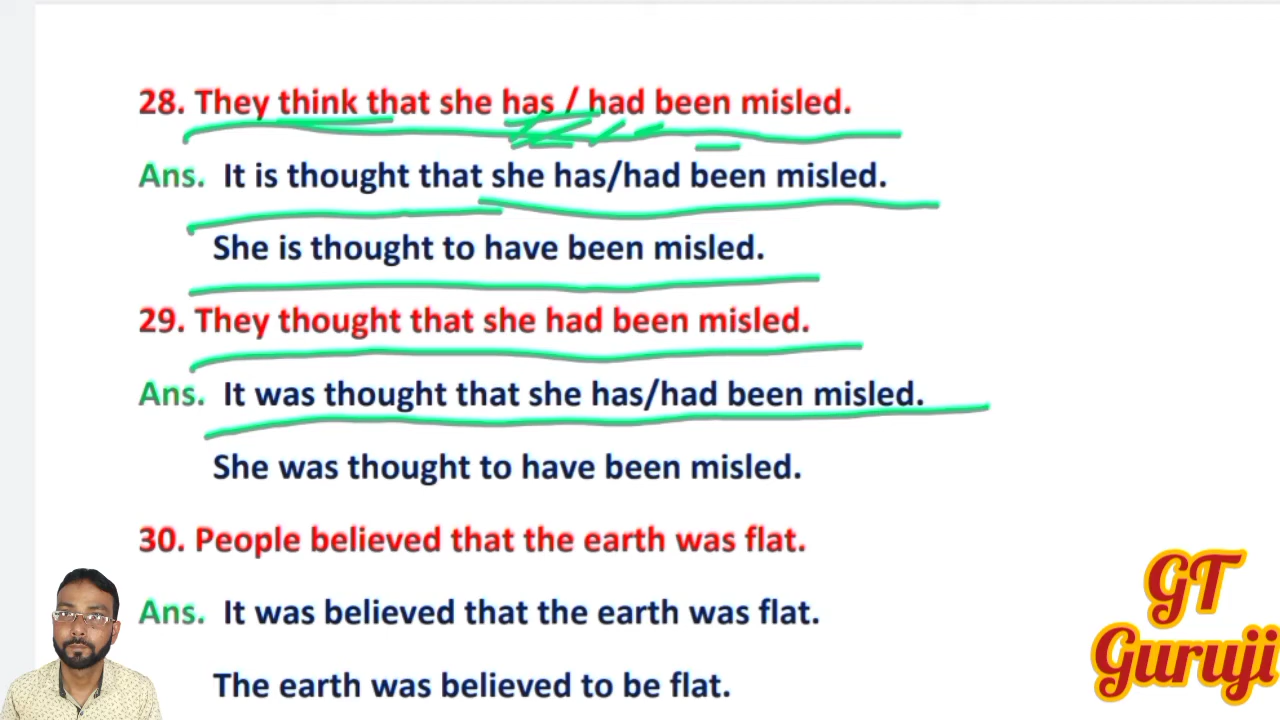 28. They think that she has / had been misled.
Ans. It is thought that she has/had been misled.
She is thought to have been misled.
29. They thought that she had been misled.
Ans. It was thought that she has/had been misled.
She was thought to have been misled.
30. People believed that the earth was flat.
Ans. It was believed that the earth was flat.
The earth was believed to be flat.
GT
Guruji